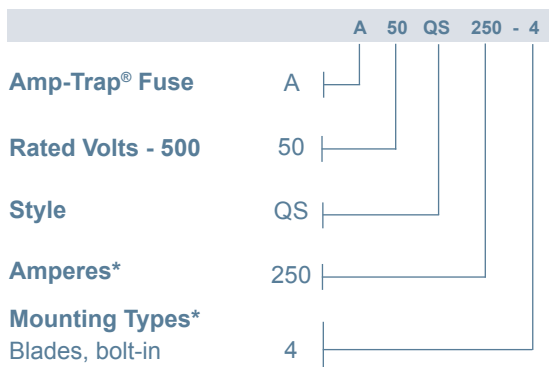 A 50 QS 250 - 4
Amp-Trap® Fuse A
Rated Volts - 500 50
Style QS
Amperes* 250
Mounting Types*
Blades, bolt-in 4